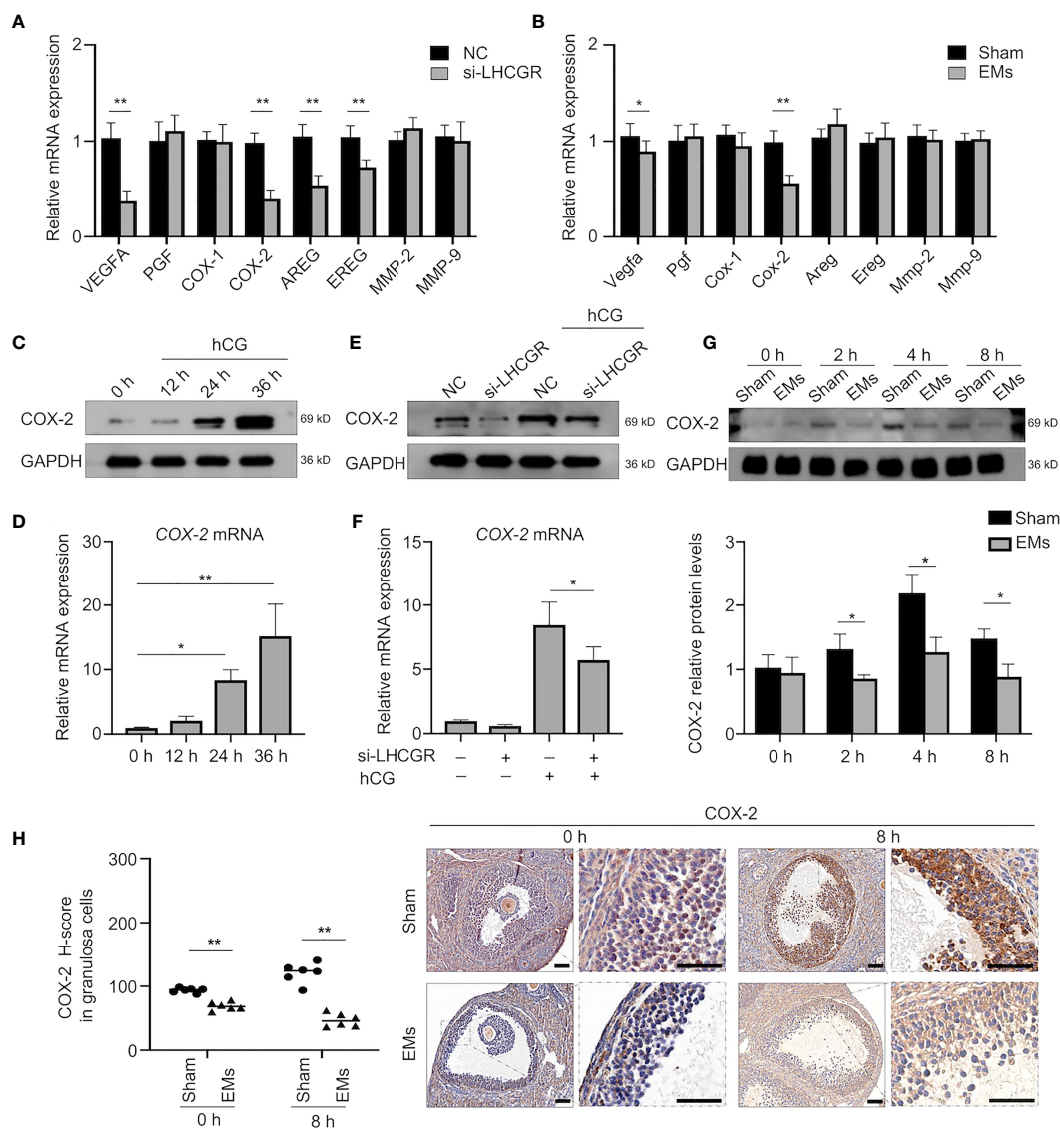 A
Relative mRNA expression
2
1
0
NC
si-LHCGR
**
**
**
**
VEGFA
PGF
COX-1
COX-2
AREG
EREG
MMP-2
MMP-9
B
Relative mRNA expression
2
1
0
Sham
EMs
*
**
Vegfa
Pgf
Cox-1
Cox-2
Areg
Ereg
Mmp-2
Mmp-9
C
hCG
0 h
12 h
24 h
36 h
COX-2
69 kD
GAPDH
36 kD
E
hCG
NC
si-LHCGR
NC
si-LHCGR
COX-2
69 kD
GAPDH
36 kD
G
0 h
2 h
4 h
8 h
Sham
EMs
Sham
EMs
Sham
EMs
Sham
EMs
COX-2
69 kD
GAPDH
36 kD
D
COX-2 mRNA
Relative mRNA expression
30
20
10
0
**
*
0 h
12 h
24 h
36 h
F
COX-2 mRNA
Relative mRNA expression
15
10
5
0
*
si-LHCGR – + – +
hCG – – + +
Sham
EMs
COX-2 relative protein levels
3
2
1
0
*
*
*
0 h
2 h
4 h
8 h
H
COX-2 H-score
in granulosa cells
300
200
150
100
0
**
**
Sham
EMs
Sham
EMs
0 h
8 h
COX-2
0 h
8 h
Sham
EMs